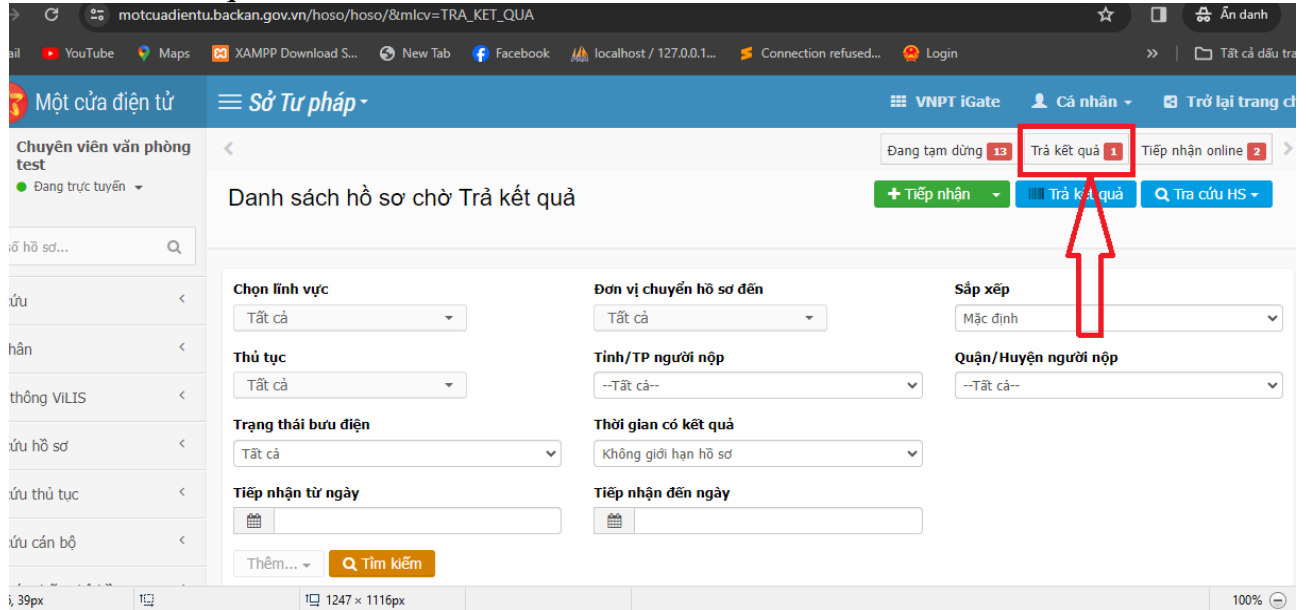 motcuadientu.backan.gov.vn/hoso/hoso/&mlcv=TRA_KET_QUA Ẩn danh
ail YouTube Maps XAMPP Download S... New Tab Facebook localhost / 127.0.0.1... Connection refused... Login » Tất cả dấu tra
Một cửa điện tử Sở Tư pháp VNPT iGate Cá nhân Trở lại trang ch
Chuyên viên văn phòng test
Đang trực tuyến
Đang tạm dừng 13 Trả kết quả 1 Tiếp nhận online 2
Danh sách hồ sơ chờ Trả kết quả
Tiếp nhận Trả kết quả Tra cứu HS
số hồ sơ...
Chọn lĩnh vực Đơn vị chuyển hồ sơ đến Sắp xếp
Tất cả Tất cả Mặc định
Thủ tục Tỉnh/TP người nộp Quận/Huyện người nộp
Tất cả --Tất cả-- --Tất cả--
thông ViLIS
Trạng thái bưu điện Thời gian có kết quả
Tất cả Không giới hạn hồ sơ
cứu hồ sơ
Tiếp nhận từ ngày Tiếp nhận đến ngày
cứu thủ tục
cứu cán bộ
Thêm... Tìm kiếm
39px 1247 × 1116px 100%